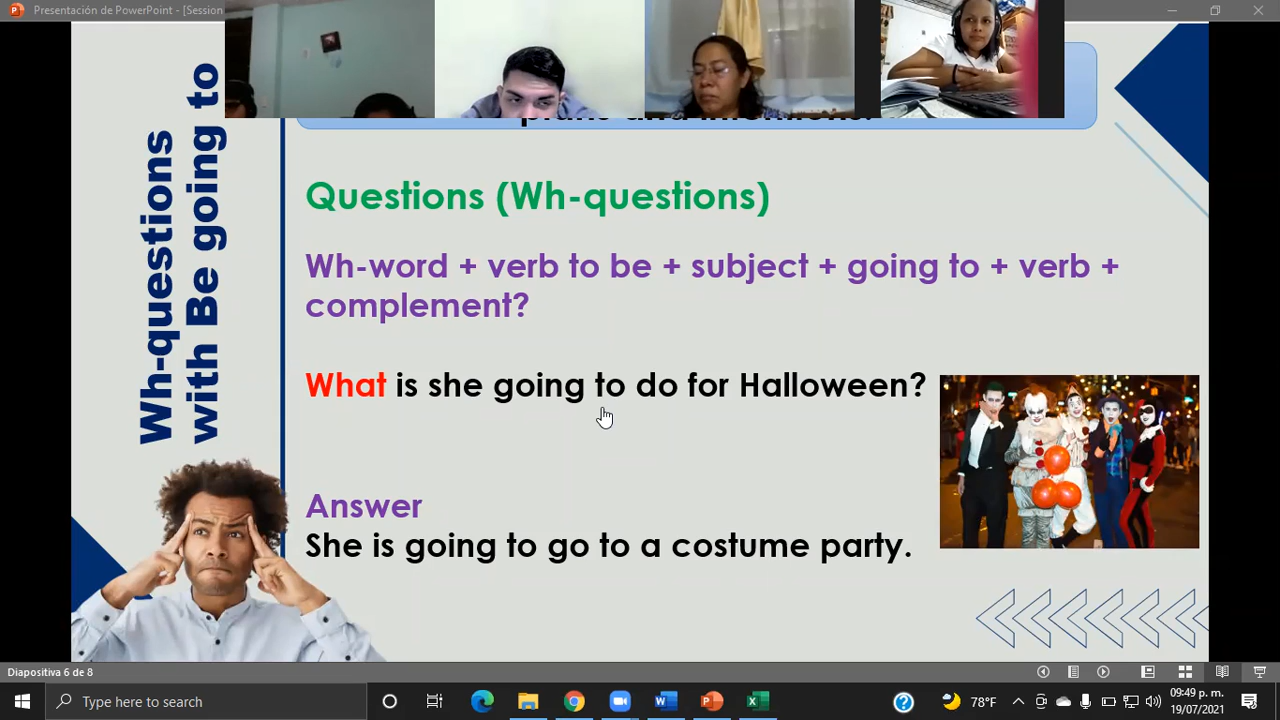 Presentación de PowerPoint - [Session
Wh-questions
with Be going to
Questions (Wh-questions)
Wh-word + verb to be + subject + going to + verb +
complement?
What is she going to do for Halloween?
Answer
She is going to go to a costume party.
Diapositiva 6 de 8
Type here to search
78°F
09:49 p. m.
19/07/2021